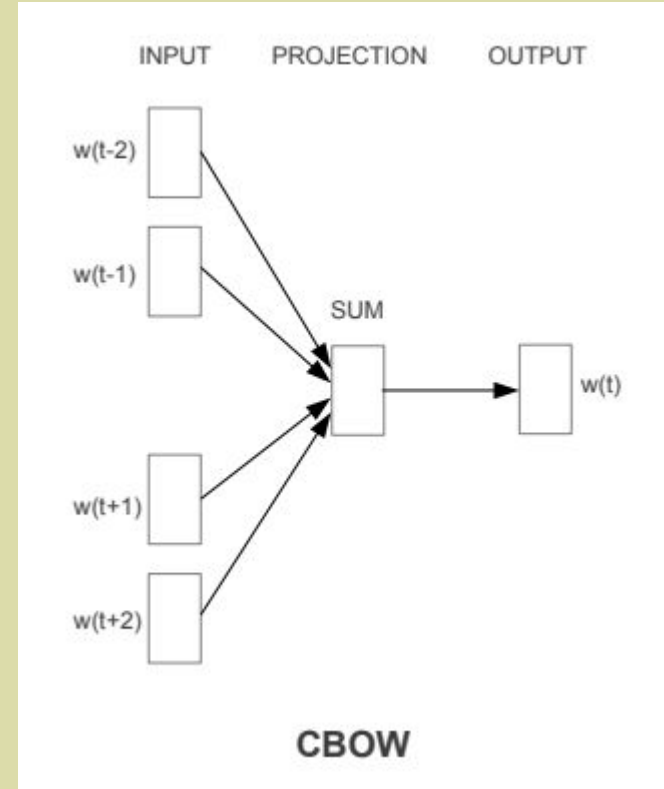 INPUT PROJECTION OUTPUT
w(t-2)
w(t-1)
SUM
w(t)
w(t+1)
w(t+2)
CBOW